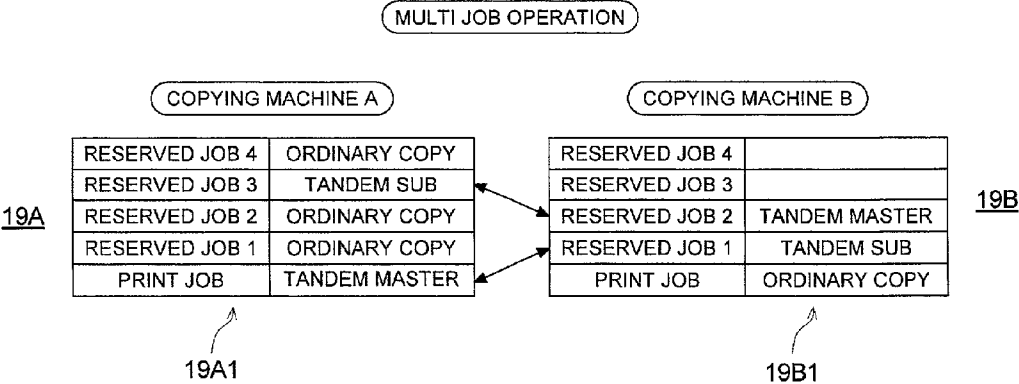 MULTI JOB OPERATION
COPYING MACHINE A
COPYING MACHINE B
RESERVED JOB 4 ORDINARY COPY
RESERVED JOB 3 TANDEM SUB
RESERVED JOB 2 ORDINARY COPY
RESERVED JOB 1 ORDINARY COPY
PRINT JOB TANDEM MASTER
19A
19A1
RESERVED JOB 4
RESERVED JOB 3
RESERVED JOB 2 TANDEM MASTER
RESERVED JOB 1 TANDEM SUB
PRINT JOB ORDINARY COPY
19B
19B1